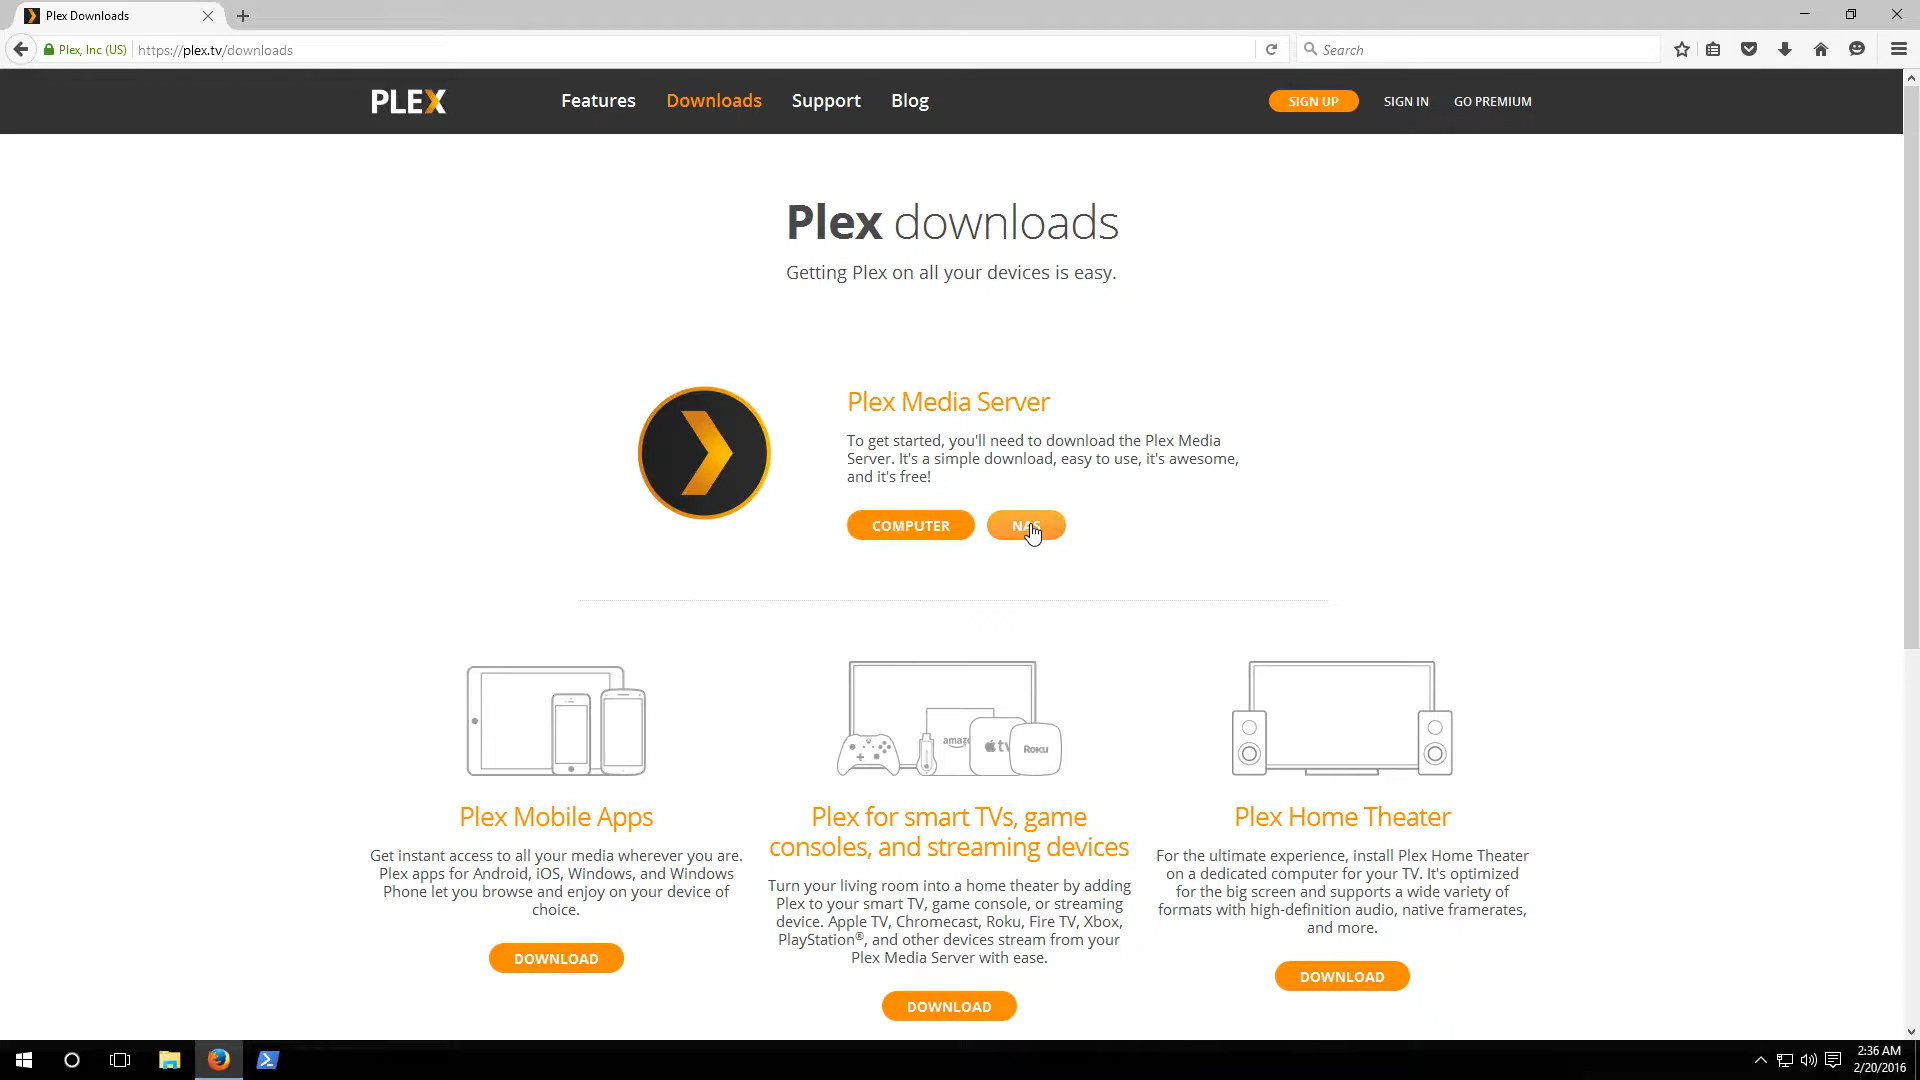 Plex Downloads
Plex, Inc (US)
https://plex.tv/downloads
Search
PLEX
Features
Downloads
Support
Blog
SIGN UP
SIGN IN
GO PREMIUM
Plex downloads
Getting Plex on all your devices is easy.
Plex Media Server
To get started, you'll need to download the Plex Media
Server. It's a simple download, easy to use, it's awesome,
and it's free!
COMPUTER
NAS
amazo
tv
Roku
Plex Mobile Apps
Get instant access to all your media wherever you are.
Plex apps for Android, iOS, Windows, and Windows
Phone let you browse and enjoy on your device of
choice.
DOWNLOAD
Plex for smart TVs, game
consoles, and streaming devices
Turn your living room into a home theater by adding
Plex to your smart TV, game console, or streaming
device. Apple TV, Chromecast, Roku, Fire TV, Xbox,
PlayStation®, and other devices stream from your
Plex Media Server with ease.
DOWNLOAD
Plex Home Theater
For the ultimate experience, install Plex Home Theater
on a dedicated computer for your TV. It's optimized
for the big screen and supports a wide variety of
formats with high-definition audio, native framerates,
and more.
DOWNLOAD
2:36 AM
2/20/2016